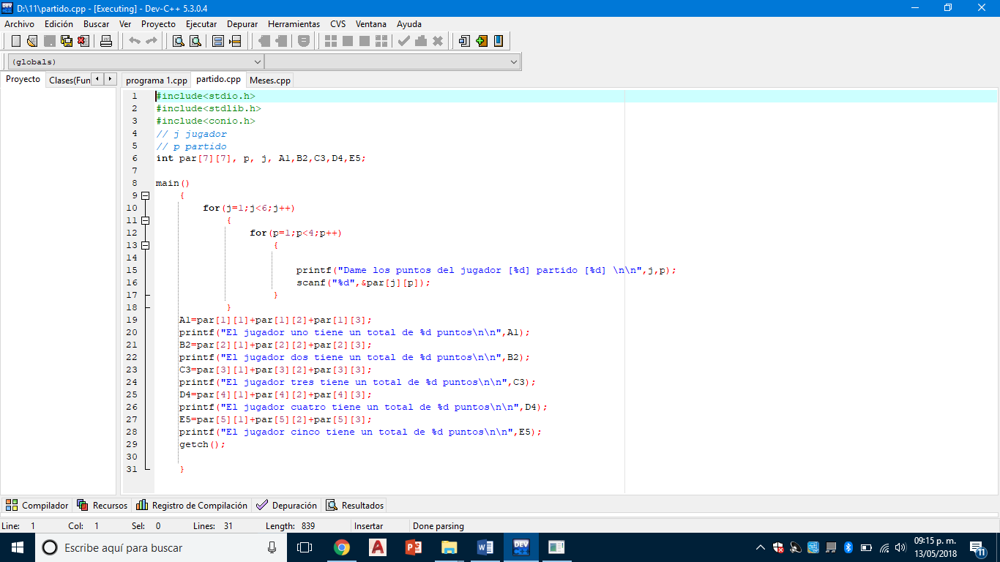 D:\11\partido.cpp - [Executing] - Dev-C++ 5.3.0.4
Archivo Edición Buscar Ver Proyecto Ejecutar Depurar Herramientas CVS Ventana Ayuda
(globals)
Proyecto Clases(Fun programa 1.cpp partido.cpp Meses.cpp
1 #include<stdio.h>
2 #include<stdlib.h>
3 #include<conio.h>
4 // j jugador
5 // p partido
6 int par[7][7], p, j, A1,B2,C3,D4,E5;
7
8 main()
9 {
10 for(j=1;j<6;j++)
11 {
12 for(p=1;p<4;p++)
13 {
14
15 printf("Dame los puntos del jugador [%d] partido [%d] \n\n",j,p);
16 scanf("%d",&par[j][p]);
17 }
18 }
19 A1=par[1][1]+par[1][2]+par[1][3];
20 printf("El jugador uno tiene un total de %d puntos\n\n",A1);
21 B2=par[2][1]+par[2][2]+par[2][3];
22 printf("El jugador dos tiene un total de %d puntos\n\n",B2);
23 C3=par[3][1]+par[3][2]+par[3][3];
24 printf("El jugador tres tiene un total de %d puntos\n\n",C3);
25 D4=par[4][1]+par[4][2]+par[4][3];
26 printf("El jugador cuatro tiene un total de %d puntos\n\n",D4);
27 E5=par[5][1]+par[5][2]+par[5][3];
28 printf("El jugador cinco tiene un total de %d puntos\n\n",E5);
29 getch();
30
31 }
Compilador Recursos Registro de Compilación Depuración Resultados
Line: 1 Col: 1 Sel: 0 Lines: 31 Length: 839 Insertar Done parsing
Escribe aquí para buscar
DEV
09:15 p. m.
13/05/2018
11